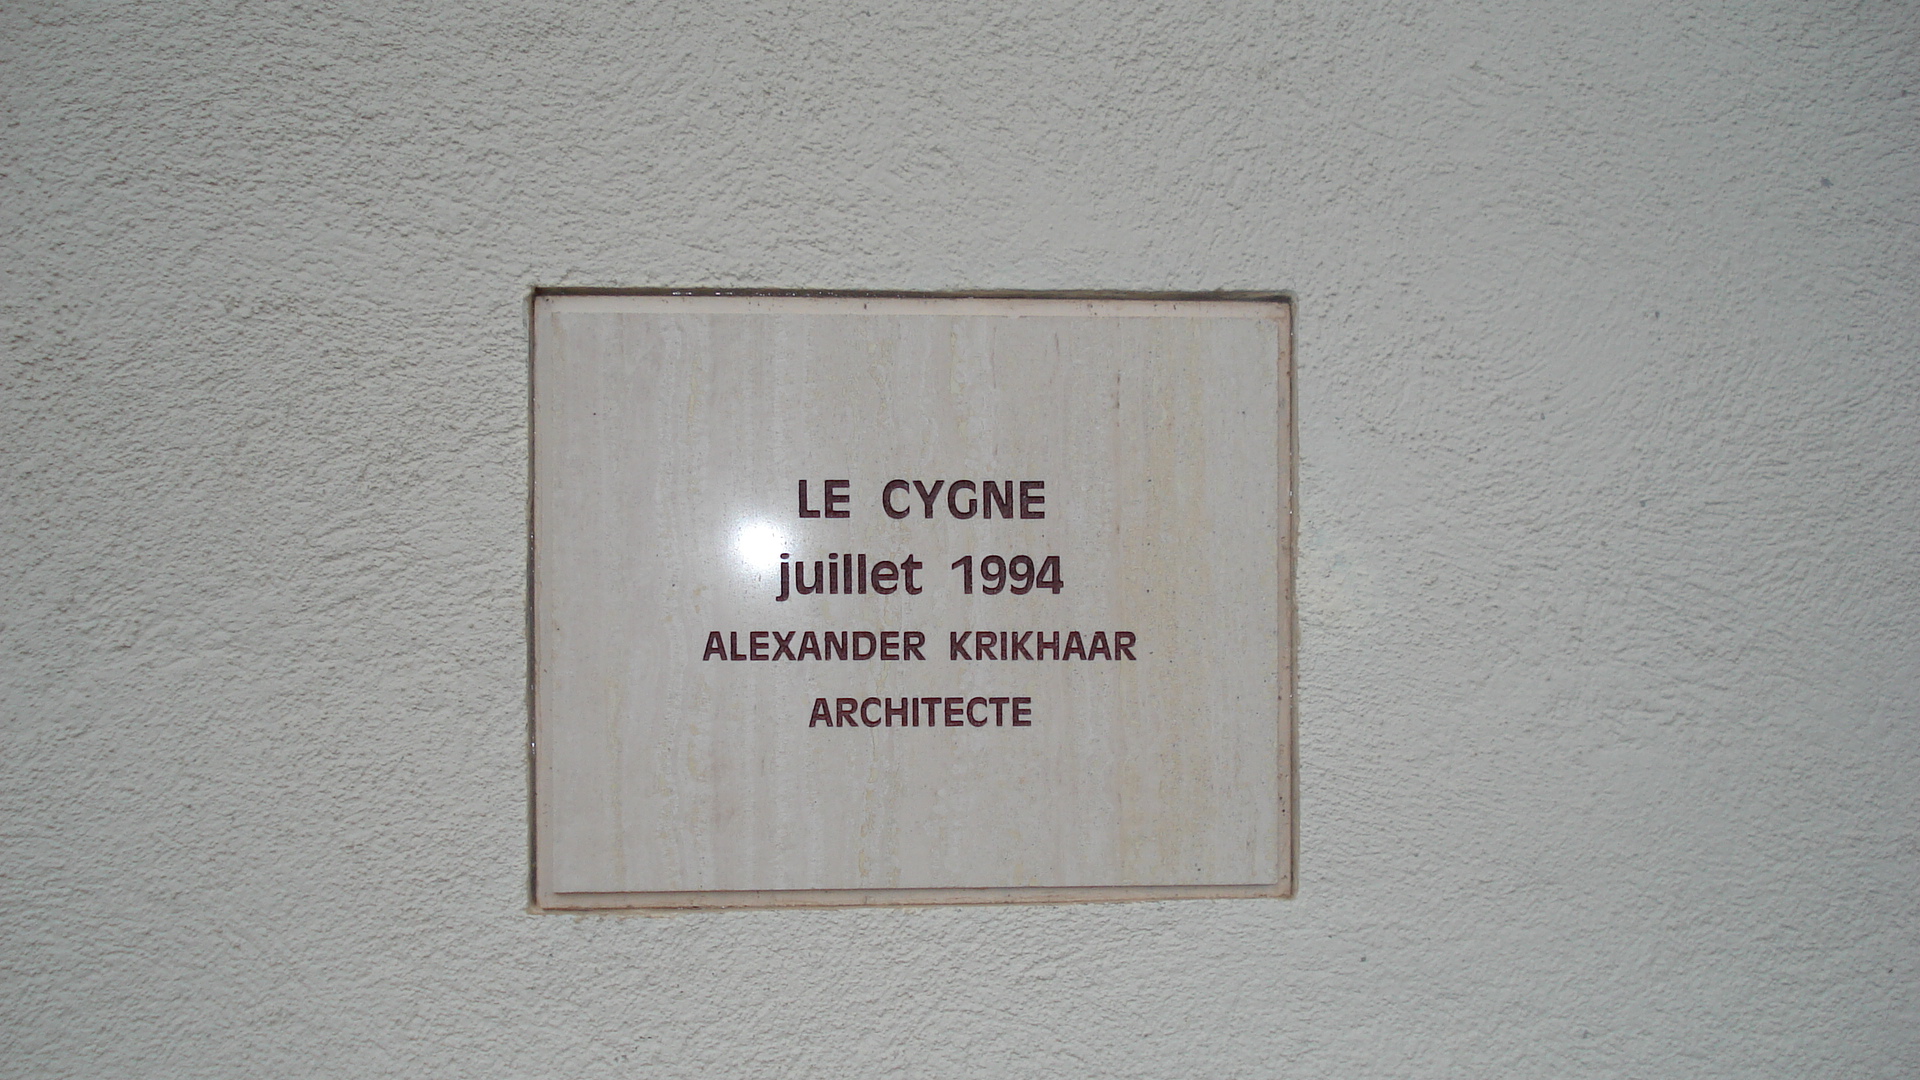 LE CYGNE
juillet 1994
ALEXANDER KRIKHAAR
ARCHITECTE